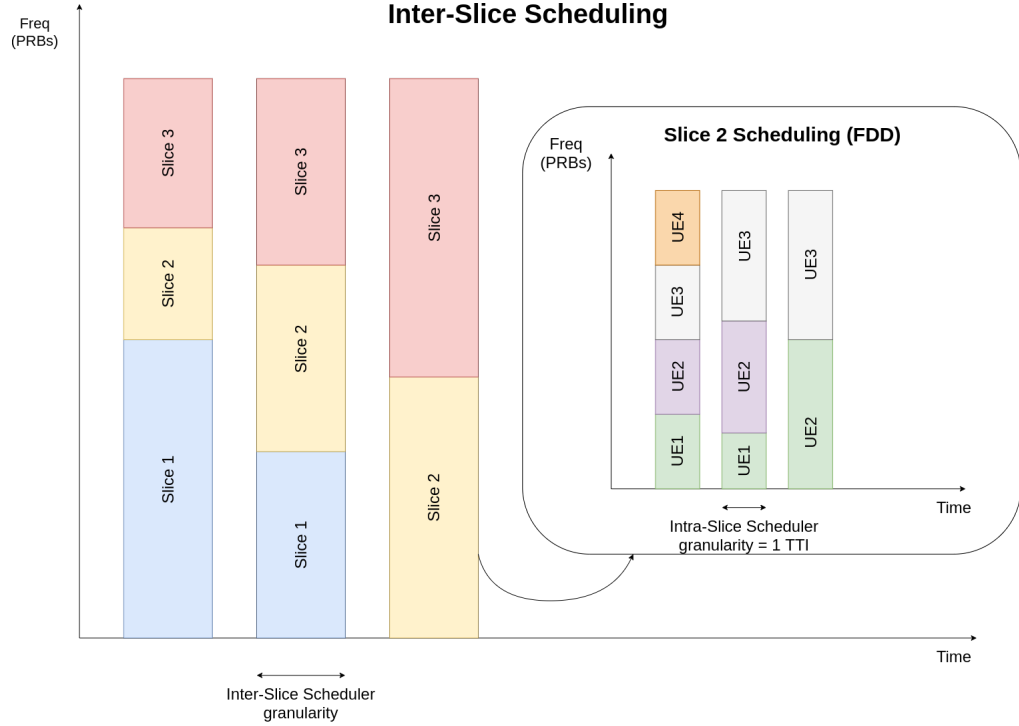 Inter-Slice Scheduling
Freq
(PRBs)
Slice 3
Slice 2
Slice 1
Slice 3
Slice 2
Slice 1
Slice 3
Slice 2
Time
Inter-Slice Scheduler
granularity
Slice 2 Scheduling (FDD)
Freq
(PRBs)
UE4
UE3
UE2
UE1
UE3
UE2
UE1
UE3
UE2
Time
Intra-Slice Scheduler
granularity = 1 TTI